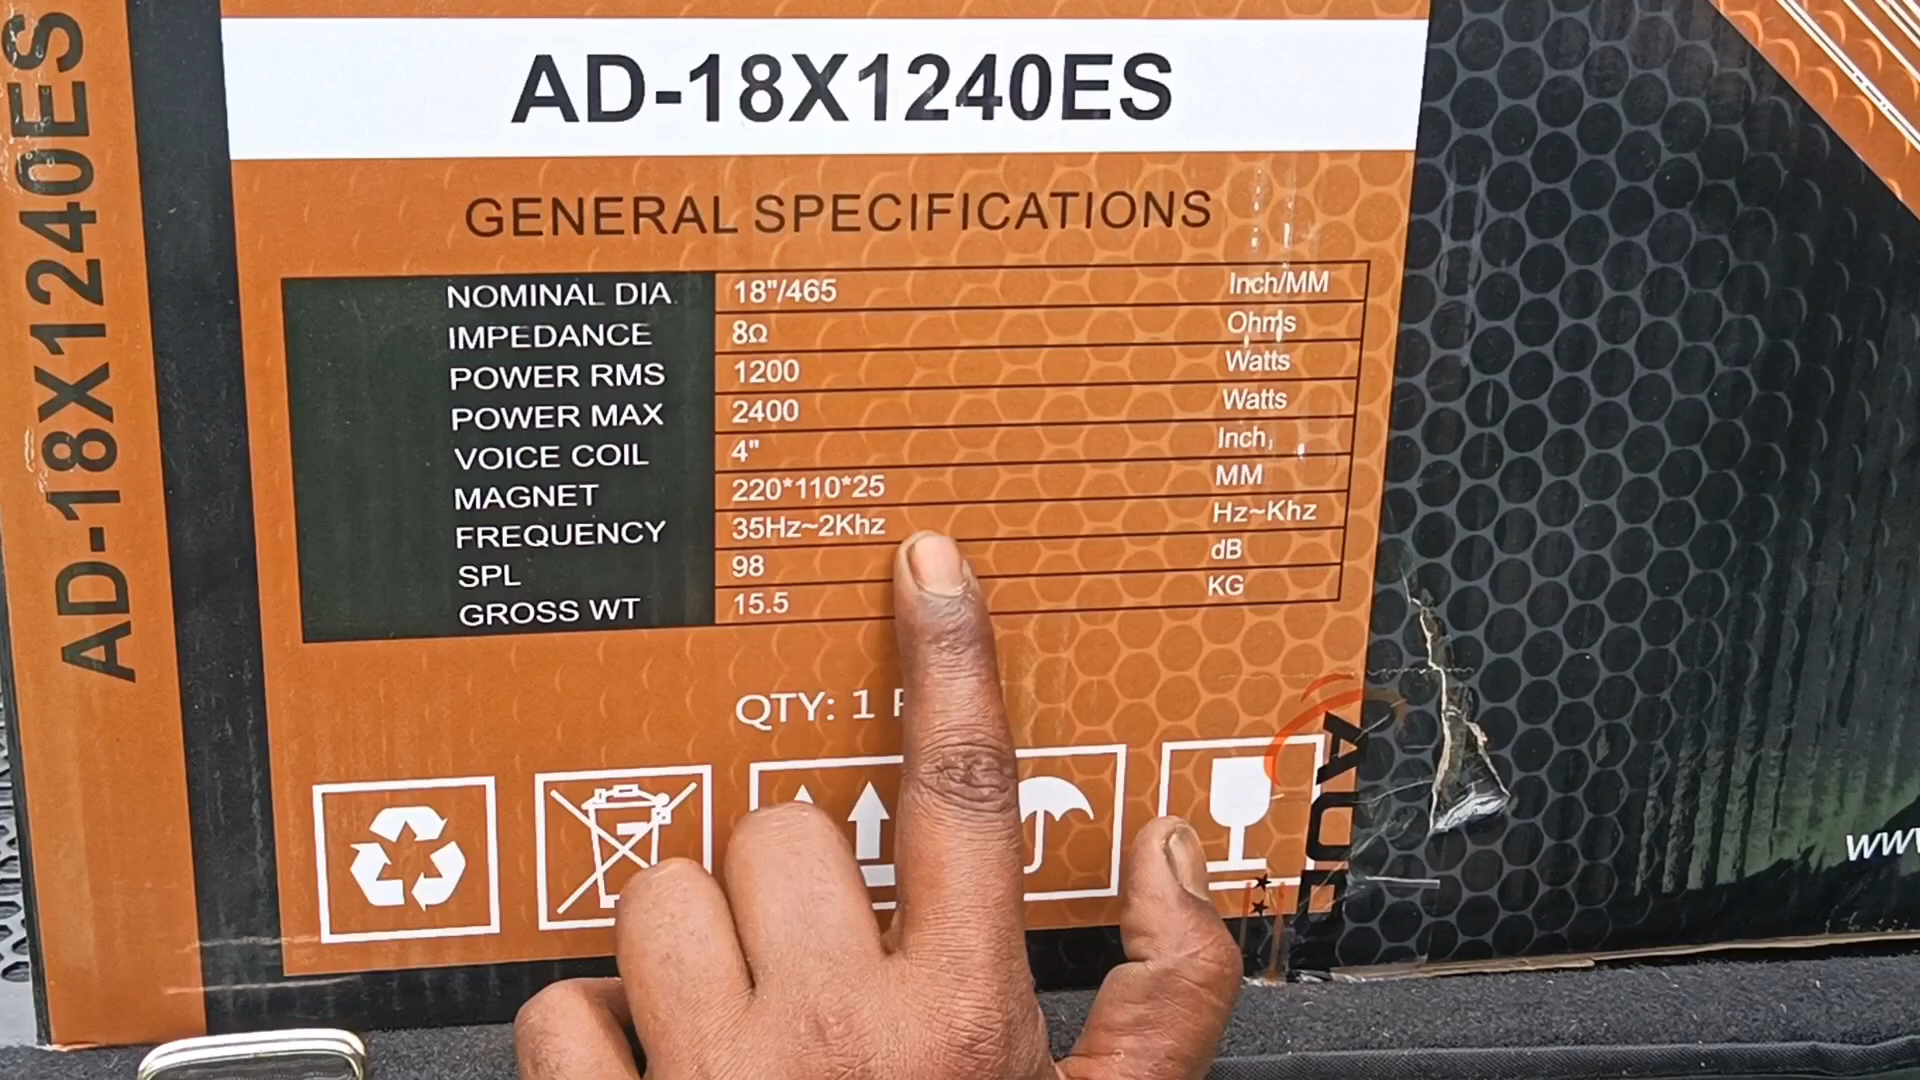 AD-18X1240ES
AD-18X1240ES
GENERAL SPECIFICATIONS
NOMINAL DIA. 18"/465 Inch/MM
IMPEDANCE 8Ω Ohms
POWER RMS 1200 Watts
POWER MAX 2400 Watts
VOICE COIL 4" Inch
MAGNET 220*110*25 MM
FREQUENCY 35Hz~2Khz Hz~Khz
SPL 98 dB
GROSS WT 15.5 KG
QTY: 1